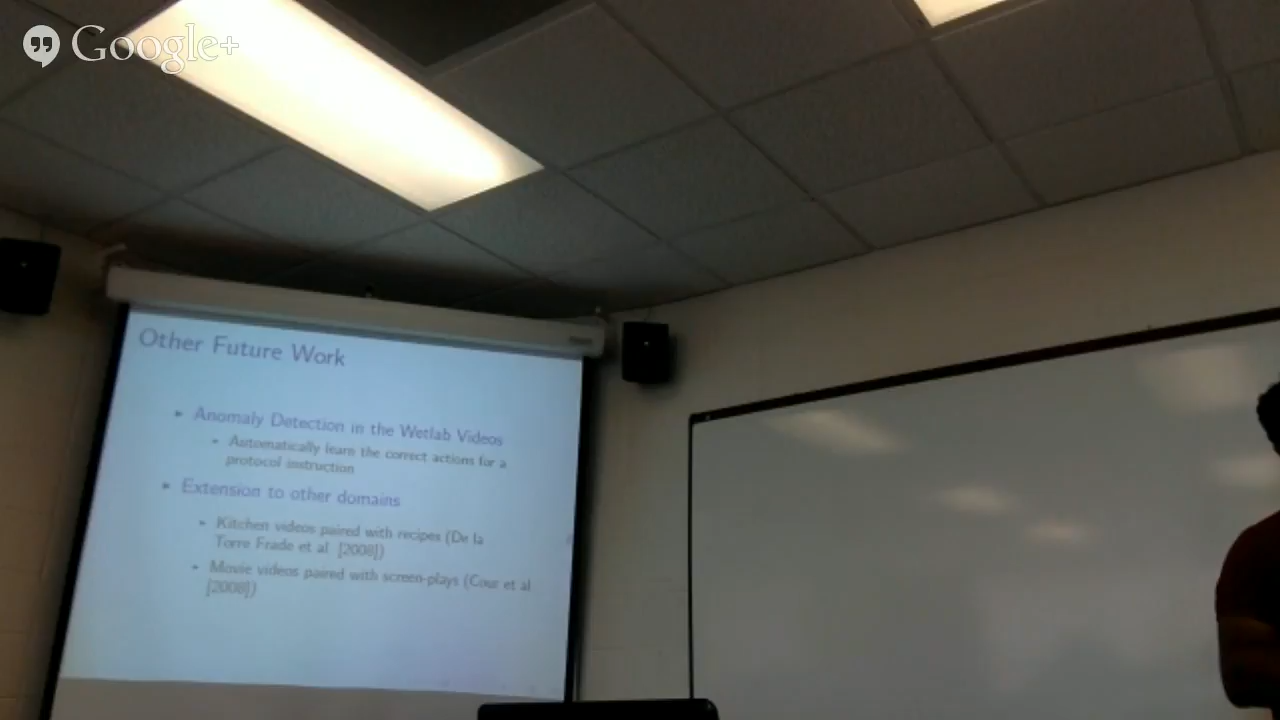 Google+
Other Future Work
Anomaly Detection in the Wetlab Videos
Automatically learn the correct actions for a
protocol instruction
Extension to other domains
Kitchen videos paired with recipes (De la
Torre Frade et al. [2008])
Movie videos paired with screen-plays (Cour et al.
[2008])